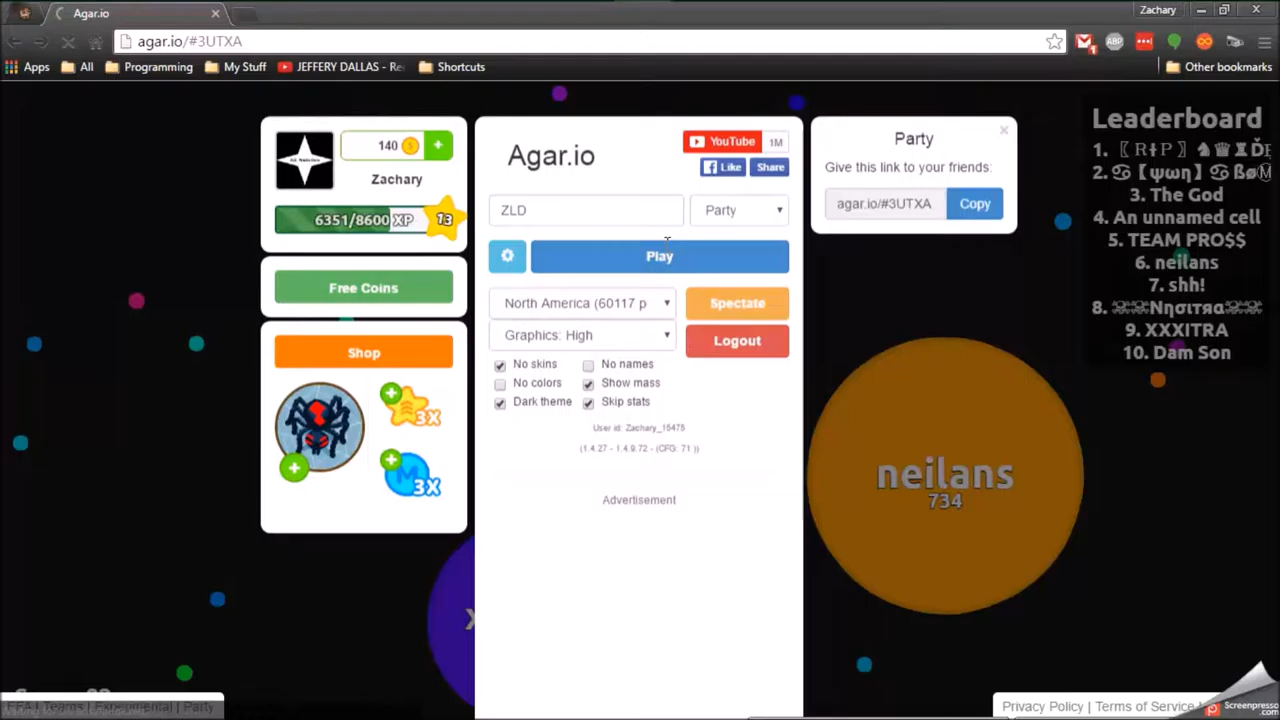 Agar.io
Zachary
agar.io/#3UTXA
1
ABP
Apps All Programming My Stuff JEFFERY DALLAS - Re Shortcuts Other bookmarks
140
Zachary
6351/8600 XP 13
Free Coins
Shop
3X
M 3X
Agar.io
YouTube 1M
Like Share
ZLD Party
Play
North America (60117 p Spectate
Graphics: High Logout
No skins No names
No colors Show mass
Dark theme Skip stats
User id: Zachary_15475
(1.4.27 - 1.4.9.72 - (CFG: 71 ))
Advertisement
Party
Give this link to your friends:
agar.io/#3UTXA Copy
Leaderboard
3. The God
4. An unnamed cell
5. TEAM PRO$$
6. neilans
7. shh!
9. XXXITRA
10. Dam Son
neilans
734
FFA | Teams | Experimental | Party
Privacy Policy | Terms of Service
Screenpresso
.com